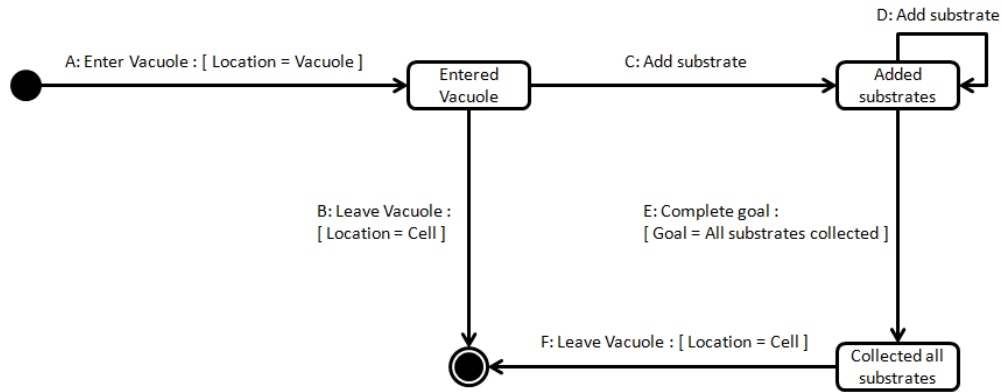 D: Add substrate
A: Enter Vacuole : [ Location = Vacuole ]
C: Add substrate
Entered
Vacuole
Added
substrates
B: Leave Vacuole :
[ Location = Cell ]
E: Complete goal :
[ Goal = All substrates collected ]
F: Leave Vacuole : [ Location = Cell ]
Collected all
substrates